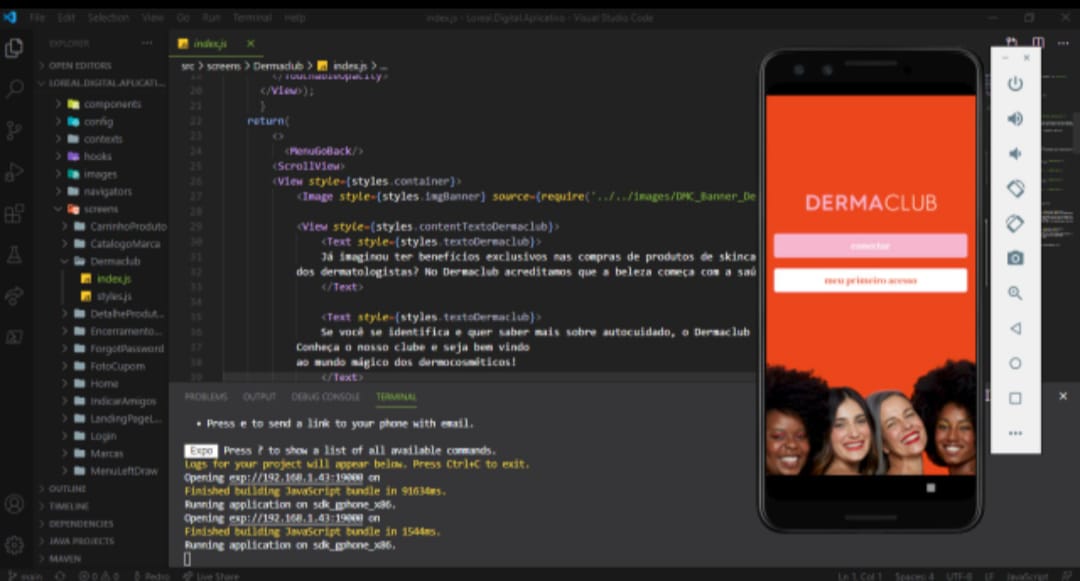 File Edit Selection View Go Run Terminal Help
index.js - Loreal.Digital.Aplicativo - Visual Studio Code
EXPLORER
OPEN EDITORS
LOREAL.DIGITAL.APLICATI...
components
config
contexts
hooks
images
navigators
screens
CarrinhoProduto
CatalogoMarca
Dermaclub
index.js
styles.js
DetalheProdut...
Encerramento...
ForgotPassword
FotoCupom
Home
IndicarAmigos
LandingPageL...
Login
Marcas
MenuLeftDraw
OUTLINE
TIMELINE
DEPENDENCIES
JAVA PROJECTS
MAVEN
index.js
src > screens > Dermaclub > index.js > ...
19 </TouchableOpacity>
20 </View>);
21 }
22 return(
23 <>
24 <MenuGoBack/>
25 <ScrollView>
26 <View style={styles.container}>
27 <Image style={styles.imgBanner} source={require('../../images/DMC_Banner_De
28
29 <View style={styles.contentTextoDermaclub}>
30 <Text style={styles.textoDermaclub}>
31 Já imaginou ter benefícios exclusivos nas compras de produtos de skinca
32 dos dermatologistas? No Dermaclub acreditamos que a beleza começa com a saú
33 </Text>
34
35 <Text style={styles.textoDermaclub}>
36 Se você se identifica e quer saber mais sobre autocuidado, o Dermaclub
37 Conheça o nosso clube e seja bem vindo
38 ao mundo mágico dos dermocosméticos!
39 </Text>
PROBLEMS OUTPUT DEBUG CONSOLE TERMINAL
• Press e to send a link to your phone with email.
Expo Press ? to show a list of all available commands.
Logs for your project will appear below. Press Ctrl+C to exit.
Opening exp://192.168.1.43:19000 on
Finished building JavaScript bundle in 91634ms.
Running application on sdk_gphone_x86.
Opening exp://192.168.1.43:19000 on
Finished building JavaScript bundle in 1544ms.
Running application on sdk_gphone_x86.
DERMACLUB
conectar
meu primeiro acesso
main 0 0 Pedro Live Share
Ln 1, Col 1 Spaces: 4 UTF-8 LF JavaScript